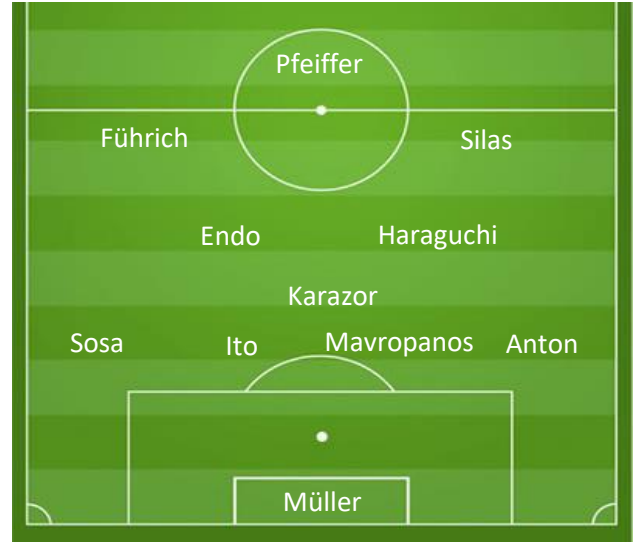 Pfeiffer
Führich Silas
Endo Haraguchi
Karazor
Sosa Ito Mavropanos Anton
Müller